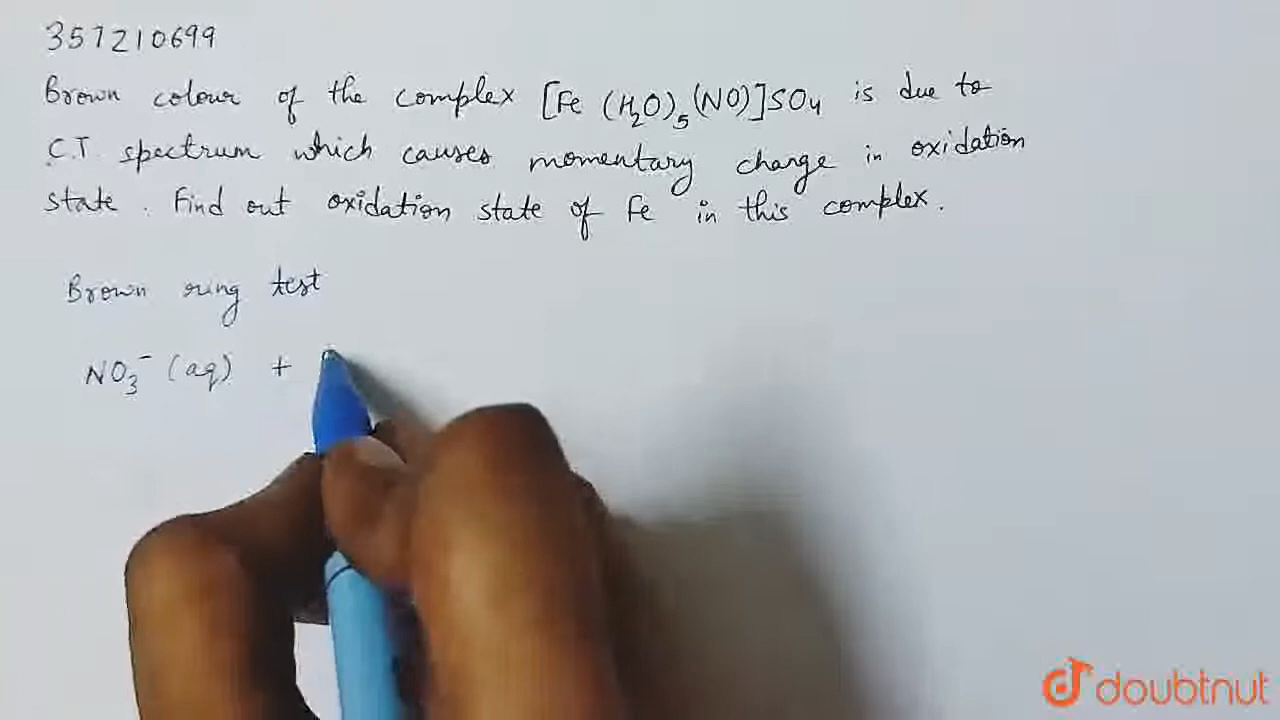 357210699
Brown colour of the complex [Fe (H₂O)₅(NO)]SO₄ is due to
C.T. spectrum which causes momentary change in oxidation
state. Find out oxidation state of Fe in this complex.
Brown ring test
NO₃⁻ (aq) +
doubtnut